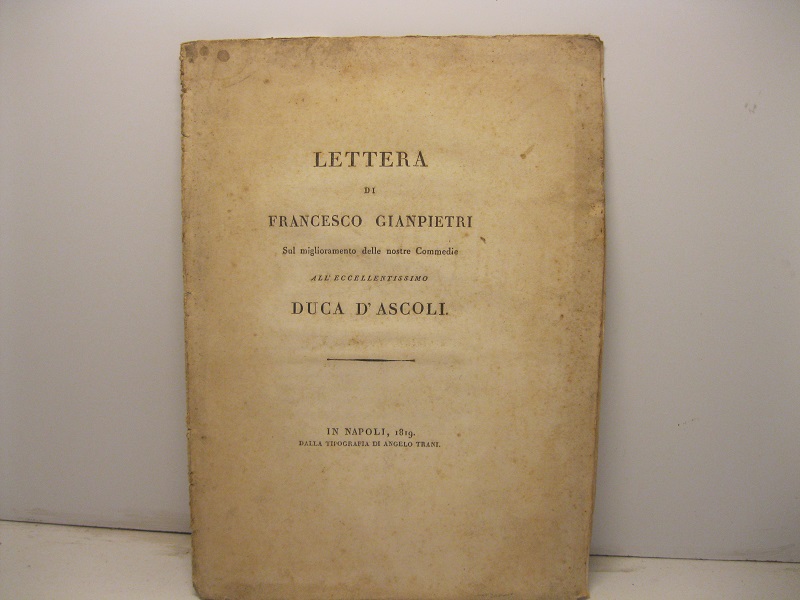 LETTERA
DI
FRANCESCO GIANPIETRI
Sul miglioramento delle nostre Commedie
ALL' ECCELLENTISSIMO
DUCA D' ASCOLI.
IN NAPOLI, 1819.
DALLA TIPOGRAFIA DI ANGELO TRANI.